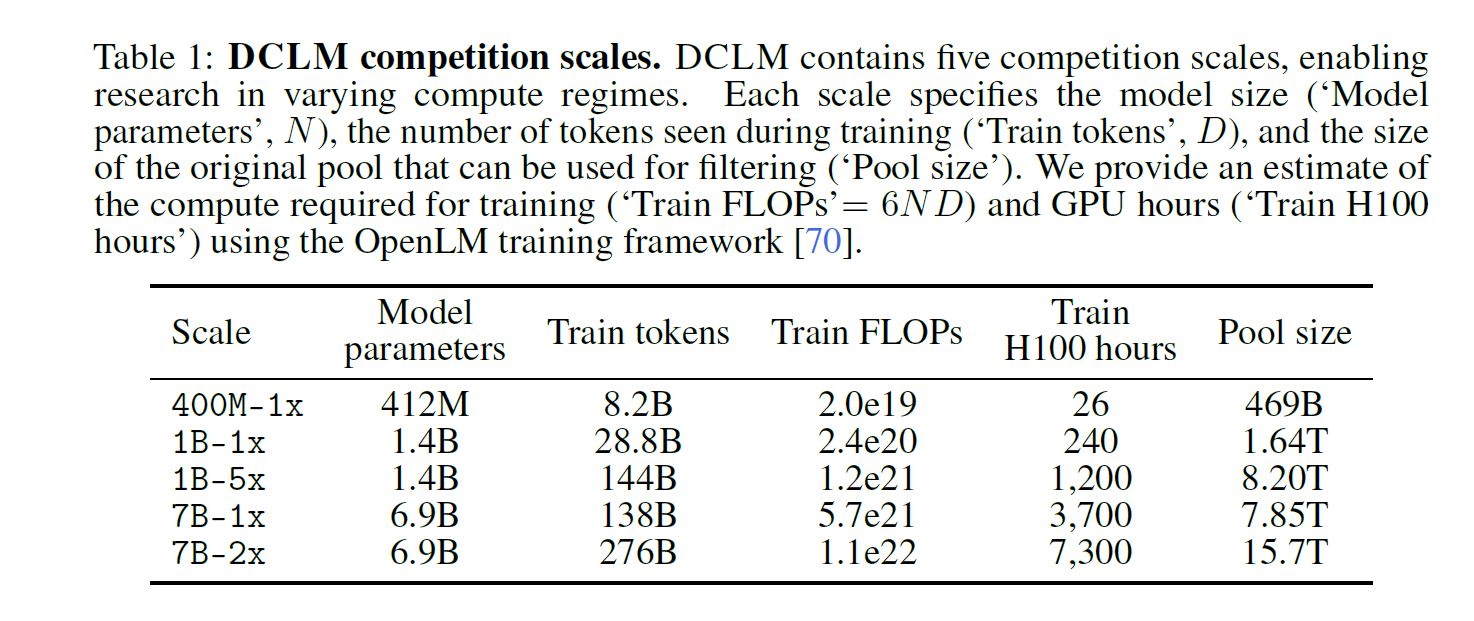 Table 1: DCLM competition scales. DCLM contains five competition scales, enabling
research in varying compute regimes. Each scale specifies the model size (‘Model
parameters’, N), the number of tokens seen during training (‘Train tokens’, D), and the size
of the original pool that can be used for filtering (‘Pool size’). We provide an estimate of
the compute required for training (‘Train FLOPs’= 6ND) and GPU hours (‘Train H100
hours’) using the OpenLM training framework [70].
Scale Model parameters Train tokens Train FLOPs Train H100 hours Pool size
400M-1x 412M 8.2B 2.0e19 26 469B
1B-1x 1.4B 28.8B 2.4e20 240 1.64T
1B-5x 1.4B 144B 1.2e21 1,200 8.20T
7B-1x 6.9B 138B 5.7e21 3,700 7.85T
7B-2x 6.9B 276B 1.1e22 7,300 15.7T